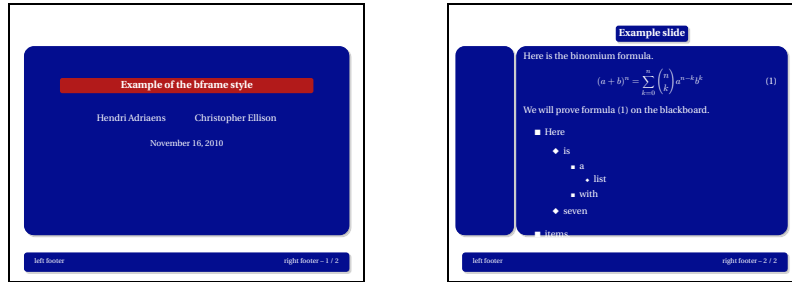 Example of the bframe style
Hendri Adriaens Christopher Ellison
November 16, 2010
left footer right footer – 1 / 2
Example slide
Here is the binomium formula.
(a + b)^n = \sum_{k=0}^{n} \binom{n}{k} a^{n-k} b^k (1)
We will prove formula (1) on the blackboard.
■ Here
◆ is
■ a
◆ list
■ with
◆ seven
■ items
left footer right footer – 2 / 2